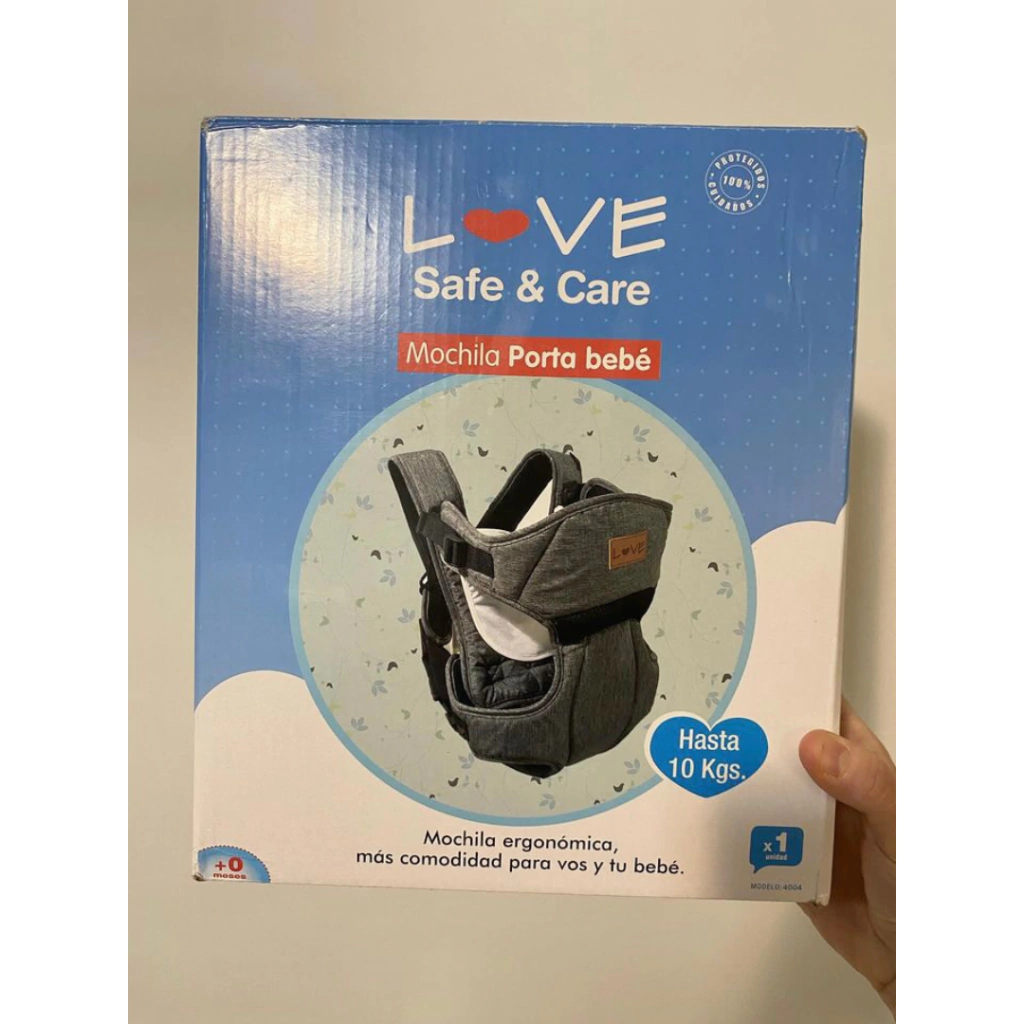 PROTEGIDOS
100%
CUIDADOS
L VE
Safe & Care
Mochila Porta bebé
L VE
Hasta
10 Kgs.
Mochila ergonómica,
más comodidad para vos y tu bebé.
+0
meses
x1
unidad
MODELO: 4004